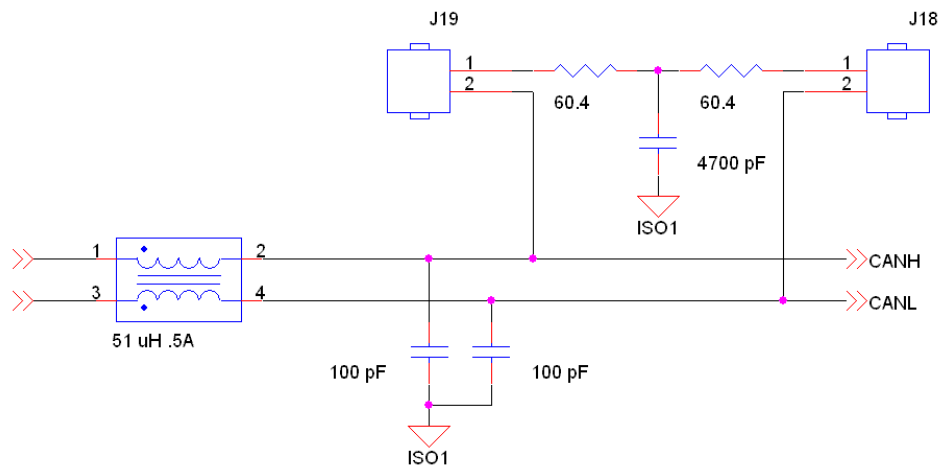 J19
J18
1
2
1
2
60.4
60.4
4700 pF
ISO1
1
2
CANH
3
4
CANL
51 uH .5A
100 pF
100 pF
ISO1